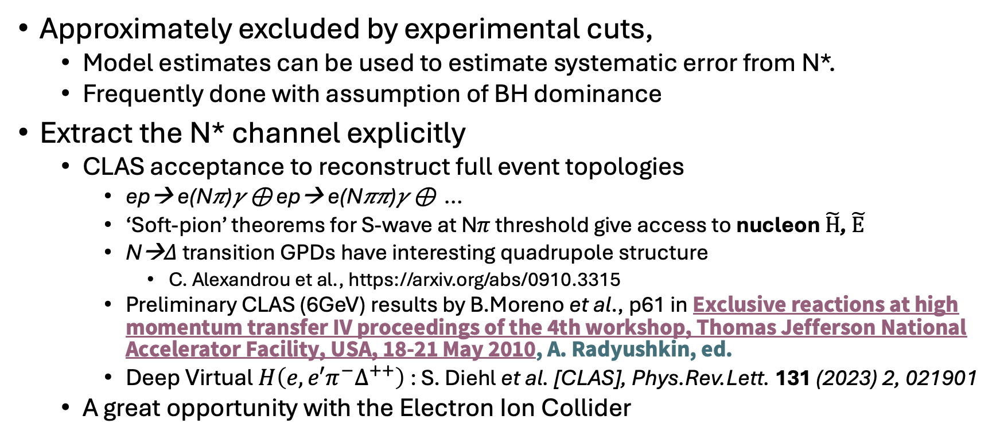 • Approximately excluded by experimental cuts,
• Model estimates can be used to estimate systematic error from N*.
• Frequently done with assumption of BH dominance
• Extract the N* channel explicitly
• CLAS acceptance to reconstruct full event topologies
• ep→ e(Nπ)γ ⨁ ep→ e(Nππ)γ ⨁ …
• ‘Soft-pion’ theorems for S-wave at Nπ threshold give access to nucleon H̃, Ẽ
• N→Δ transition GPDs have interesting quadrupole structure
• C. Alexandrou et al., https://arxiv.org/abs/0910.3315
• Preliminary CLAS (6GeV) results by B.Moreno et al., p61 in Exclusive reactions at high
momentum transfer IV proceedings of the 4th workshop, Thomas Jefferson National
Accelerator Facility, USA, 18-21 May 2010, A. Radyushkin, ed.
• Deep Virtual H(e, e′π⁻Δ⁺⁺) : S. Diehl et al. [CLAS], Phys.Rev.Lett. 131 (2023) 2, 021901
• A great opportunity with the Electron Ion Collider